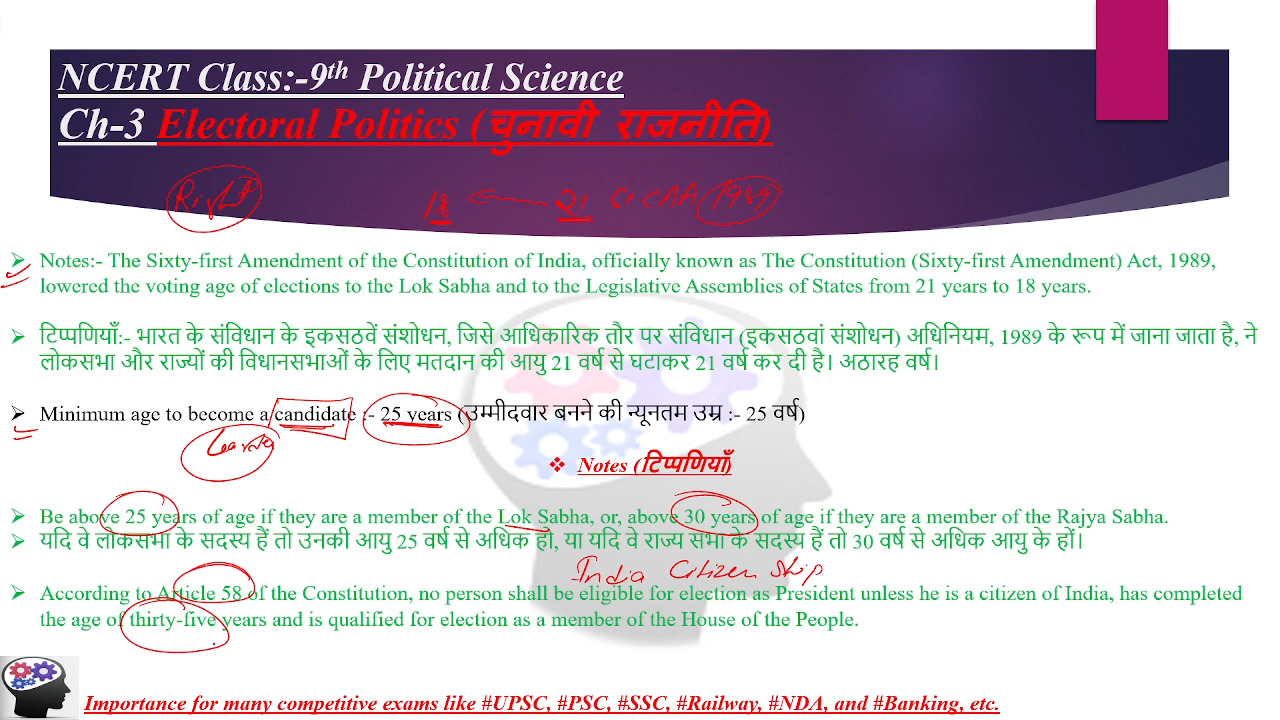 NCERT Class:-9th Political Science
Ch-3 Electoral Politics (चुनावी राजनीति)
Right
18 21 61 CAA 1989
Notes:- The Sixty-first Amendment of the Constitution of India, officially known as The Constitution (Sixty-first Amendment) Act, 1989,
lowered the voting age of elections to the Lok Sabha and to the Legislative Assemblies of States from 21 years to 18 years.
टिप्पणियाँ:- भारत के संविधान के इकसठवें संशोधन, जिसे आधिकारिक तौर पर संविधान (इकसठवां संशोधन) अधिनियम, 1989 के रूप में जाना जाता है, ने
लोकसभा और राज्यों की विधानसभाओं के लिए मतदान की आयु 21 वर्ष से घटाकर 21 वर्ष कर दी है। अठारह वर्ष।
Minimum age to become a candidate :- 25 years (उम्मीदवार बनने की न्यूनतम उम्र :- 25 वर्ष)
Notes (टिप्पणियाँ)
Be above 25 years of age if they are a member of the Lok Sabha, or, above 30 years of age if they are a member of the Rajya Sabha.
यदि वे लोकसभा के सदस्य हैं तो उनकी आयु 25 वर्ष से अधिक हो, या यदि वे राज्य सभा के सदस्य हैं तो 30 वर्ष से अधिक आयु के हों।
India Citizen Ship
According to Article 58 of the Constitution, no person shall be eligible for election as President unless he is a citizen of India, has completed
the age of thirty-five years and is qualified for election as a member of the House of the People.
Importance for many competitive exams like #UPSC, #PSC, #SSC, #Railway, #NDA, and #Banking, etc.